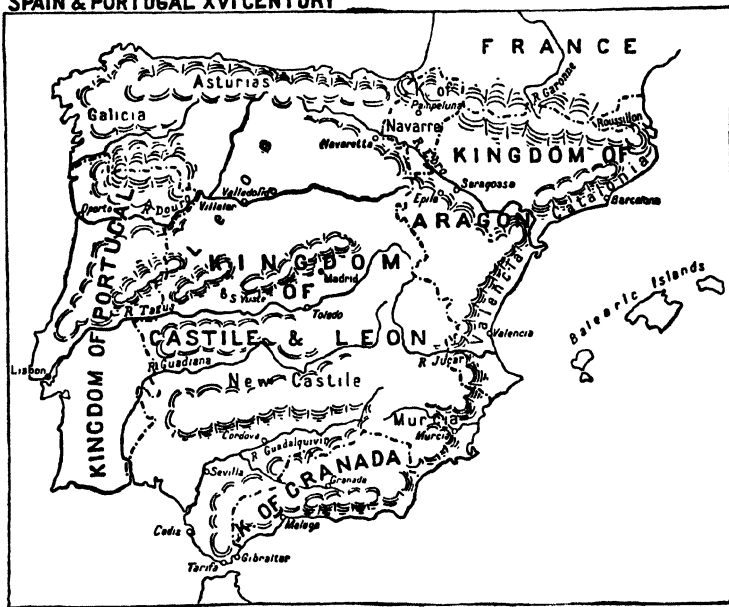 SPAIN & PORTUGAL XVI CENTURY
FRANCE
Asturias
of
R Garonne
Galicia
Pampeluna
Roussillon
Navarre
Navaretta
KINGDOM OF
Saragossa
Valladolid
Epila
Catalonia
Oporto
R Douro
Villalar
ARAGON
Barcelona
KINGDOM
OF
Madrid
S Yuste
Balearic Islands
R Tagus
Toledo
Valencia
KINGDOM OF PORTUGAL
CASTILE & LEON
Valencia
Lisbon
R Guadiana
R Jucar
New Castile
Murcia
Cordova
Murcia
R Guadalquivir
Sevilla
K OF GRANADA
Granada
Cadiz
Malaga
Gibraltar
Tarifa